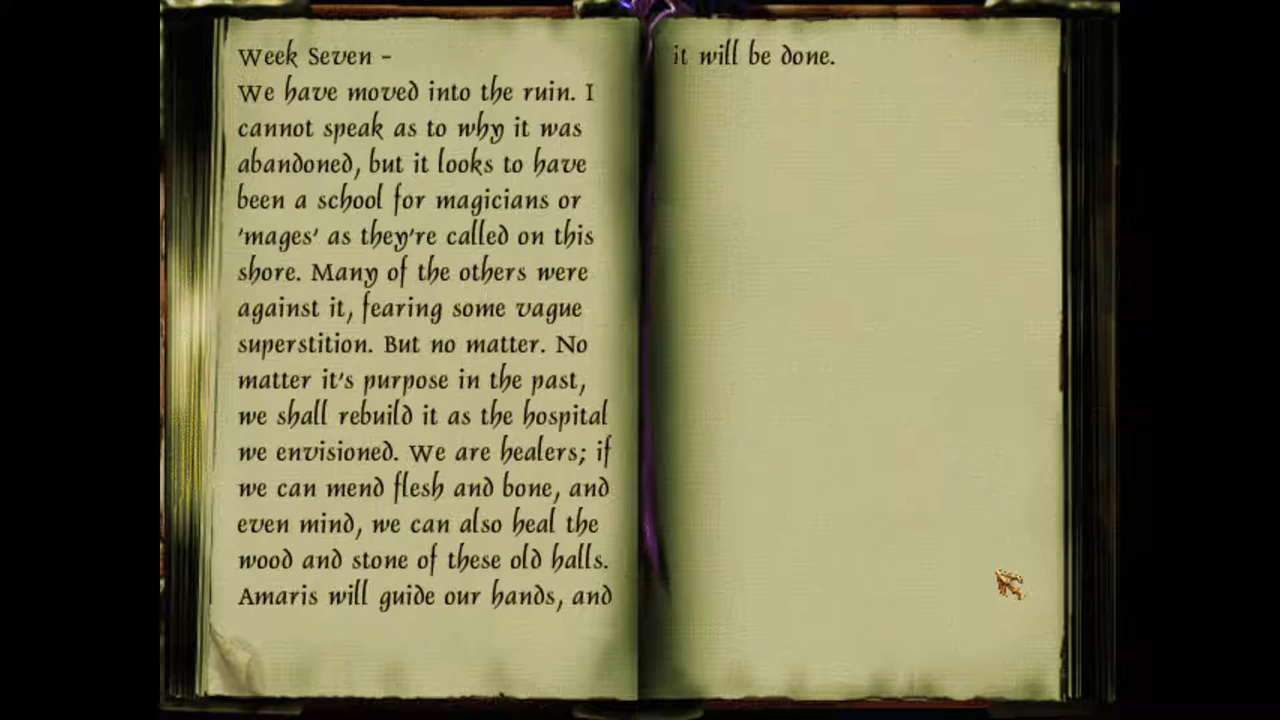 Week Seven -
We have moved into the ruin. I
cannot speak as to why it was
abandoned, but it looks to have
been a school for magicians or
'mages' as they're called on this
shore. Many of the others were
against it, fearing some vague
superstition. But no matter. No
matter it's purpose in the past,
we shall rebuild it as the hospital
we envisioned. We are healers; if
we can mend flesh and bone, and
even mind, we can also heal the
wood and stone of these old halls.
Amaris will guide our hands, and
it will be done.